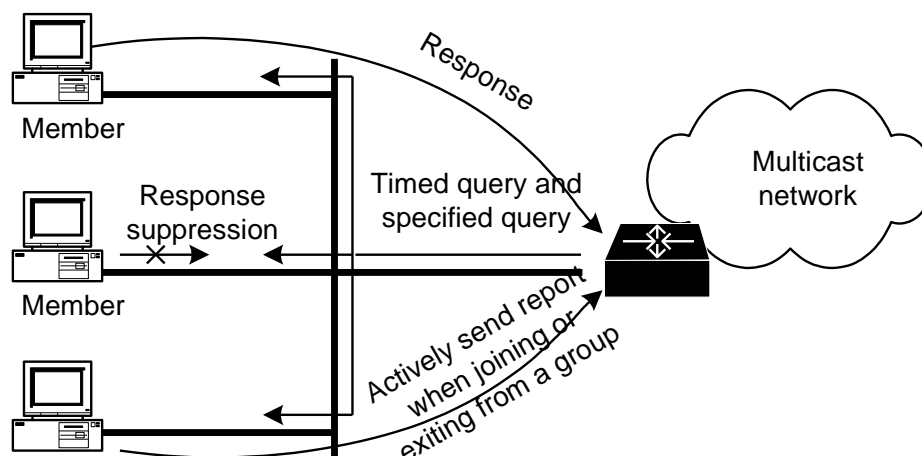 Response
Member
Multicast
network
Response
suppression
Timed query and
specified query
Member
Actively send report
when joining or
exiting from a group